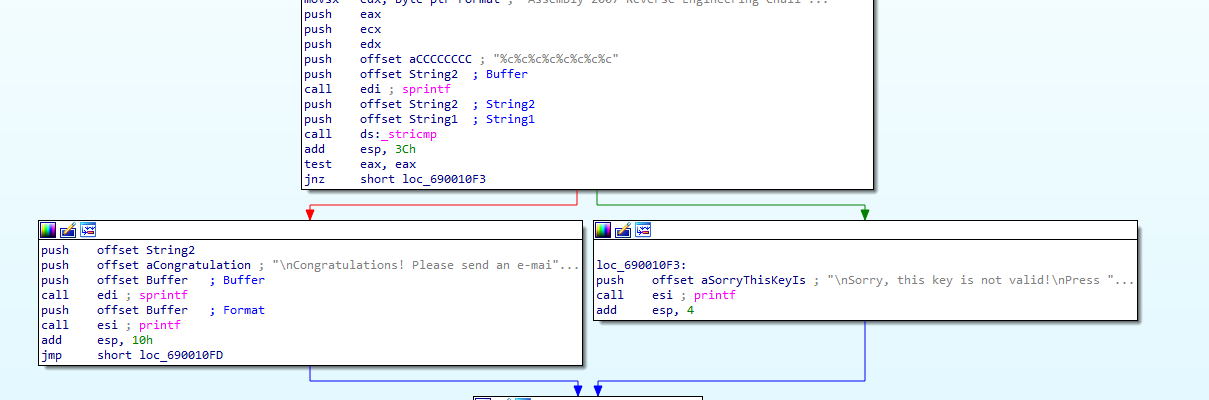 movsx edx, byte ptr Format ; "Assembly 2007 Reverse Engineering Chall"...
push eax
push ecx
push edx
push offset aCCCCCCCC ; "%c%c%c%c%c%c%c%c"
push offset String2 ; Buffer
call edi ; sprintf
push offset String2 ; String2
push offset String1 ; String1
call ds:_stricmp
add esp, 3Ch
test eax, eax
jnz short loc_690010F3
push offset String2
push offset aCongratulation ; "\nCongratulations! Please send an e-mai"...
push offset Buffer ; Buffer
call edi ; sprintf
push offset Buffer ; Format
call esi ; printf
add esp, 10h
jmp short loc_690010FD
loc_690010F3:
push offset aSorryThisKeyIs ; "\nSorry, this key is not valid!\nPress "...
call esi ; printf
add esp, 4